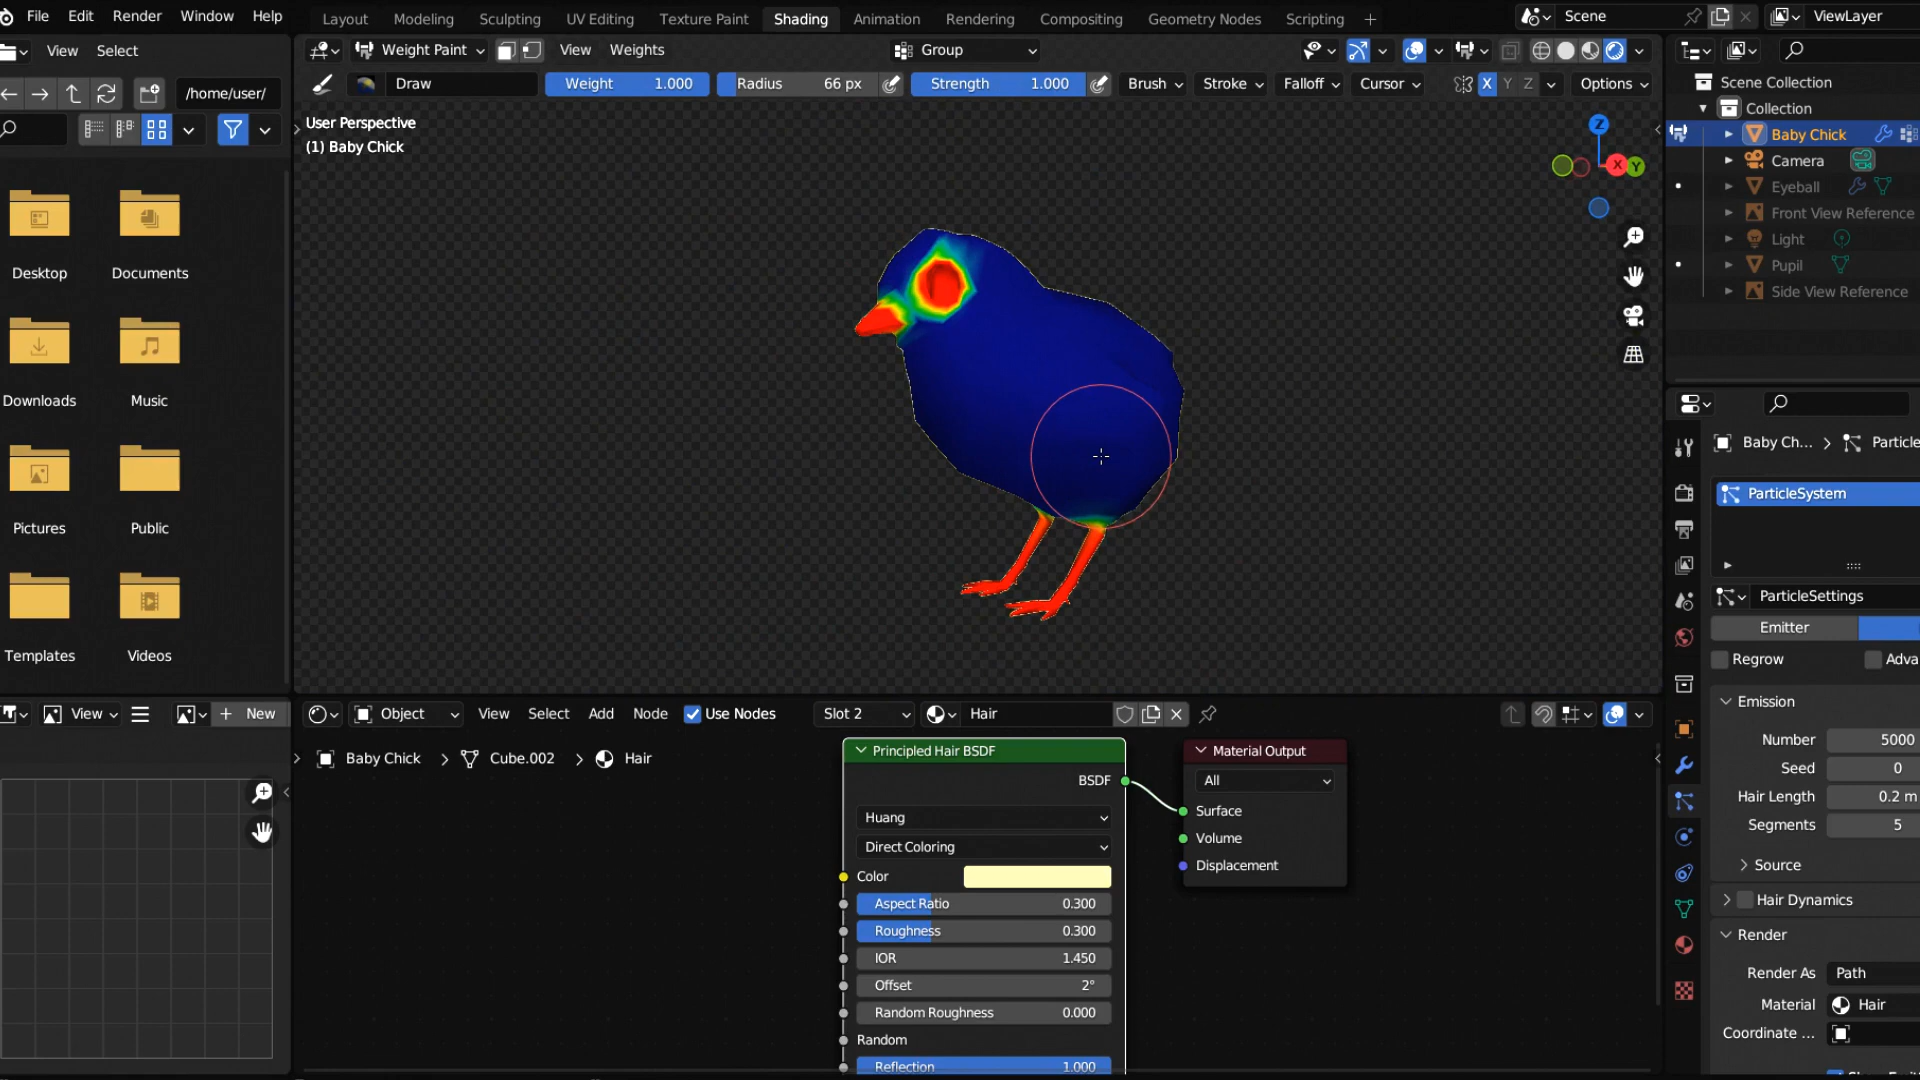 File Edit Render Window Help
Layout Modeling Sculpting UV Editing Texture Paint Shading Animation Rendering Compositing Geometry Nodes Scripting +
Scene
ViewLayer
View Select
Weight Paint View Weights
Group
/home/user/
Draw
Weight 1.000
Radius 66 px
Strength 1.000
Brush Stroke Falloff Cursor
X Y Z
Options
User Perspective
(1) Baby Chick
Z
X Y
Desktop Documents
Downloads Music
Pictures Public
Templates Videos
Scene Collection
Collection
Baby Chick
Camera
Eyeball
Front View Reference
Light
Pupil
Side View Reference
Baby Ch... > Particle
ParticleSystem
ParticleSettings
Emitter
Regrow Adva
Emission
Number 5000
Seed 0
Hair Length 0.2 m
Segments 5
Source
Hair Dynamics
Render
Render As Path
Material Hair
Coordinate ...
View + New
Object View Select Add Node Use Nodes Slot 2 Hair
Baby Chick > Cube.002 > Hair
Principled Hair BSDF
BSDF
Huang
Direct Coloring
Color
Aspect Ratio 0.300
Roughness 0.300
IOR 1.450
Offset 2°
Random Roughness 0.000
Random
Reflection 1.000
Material Output
All
Surface
Volume
Displacement